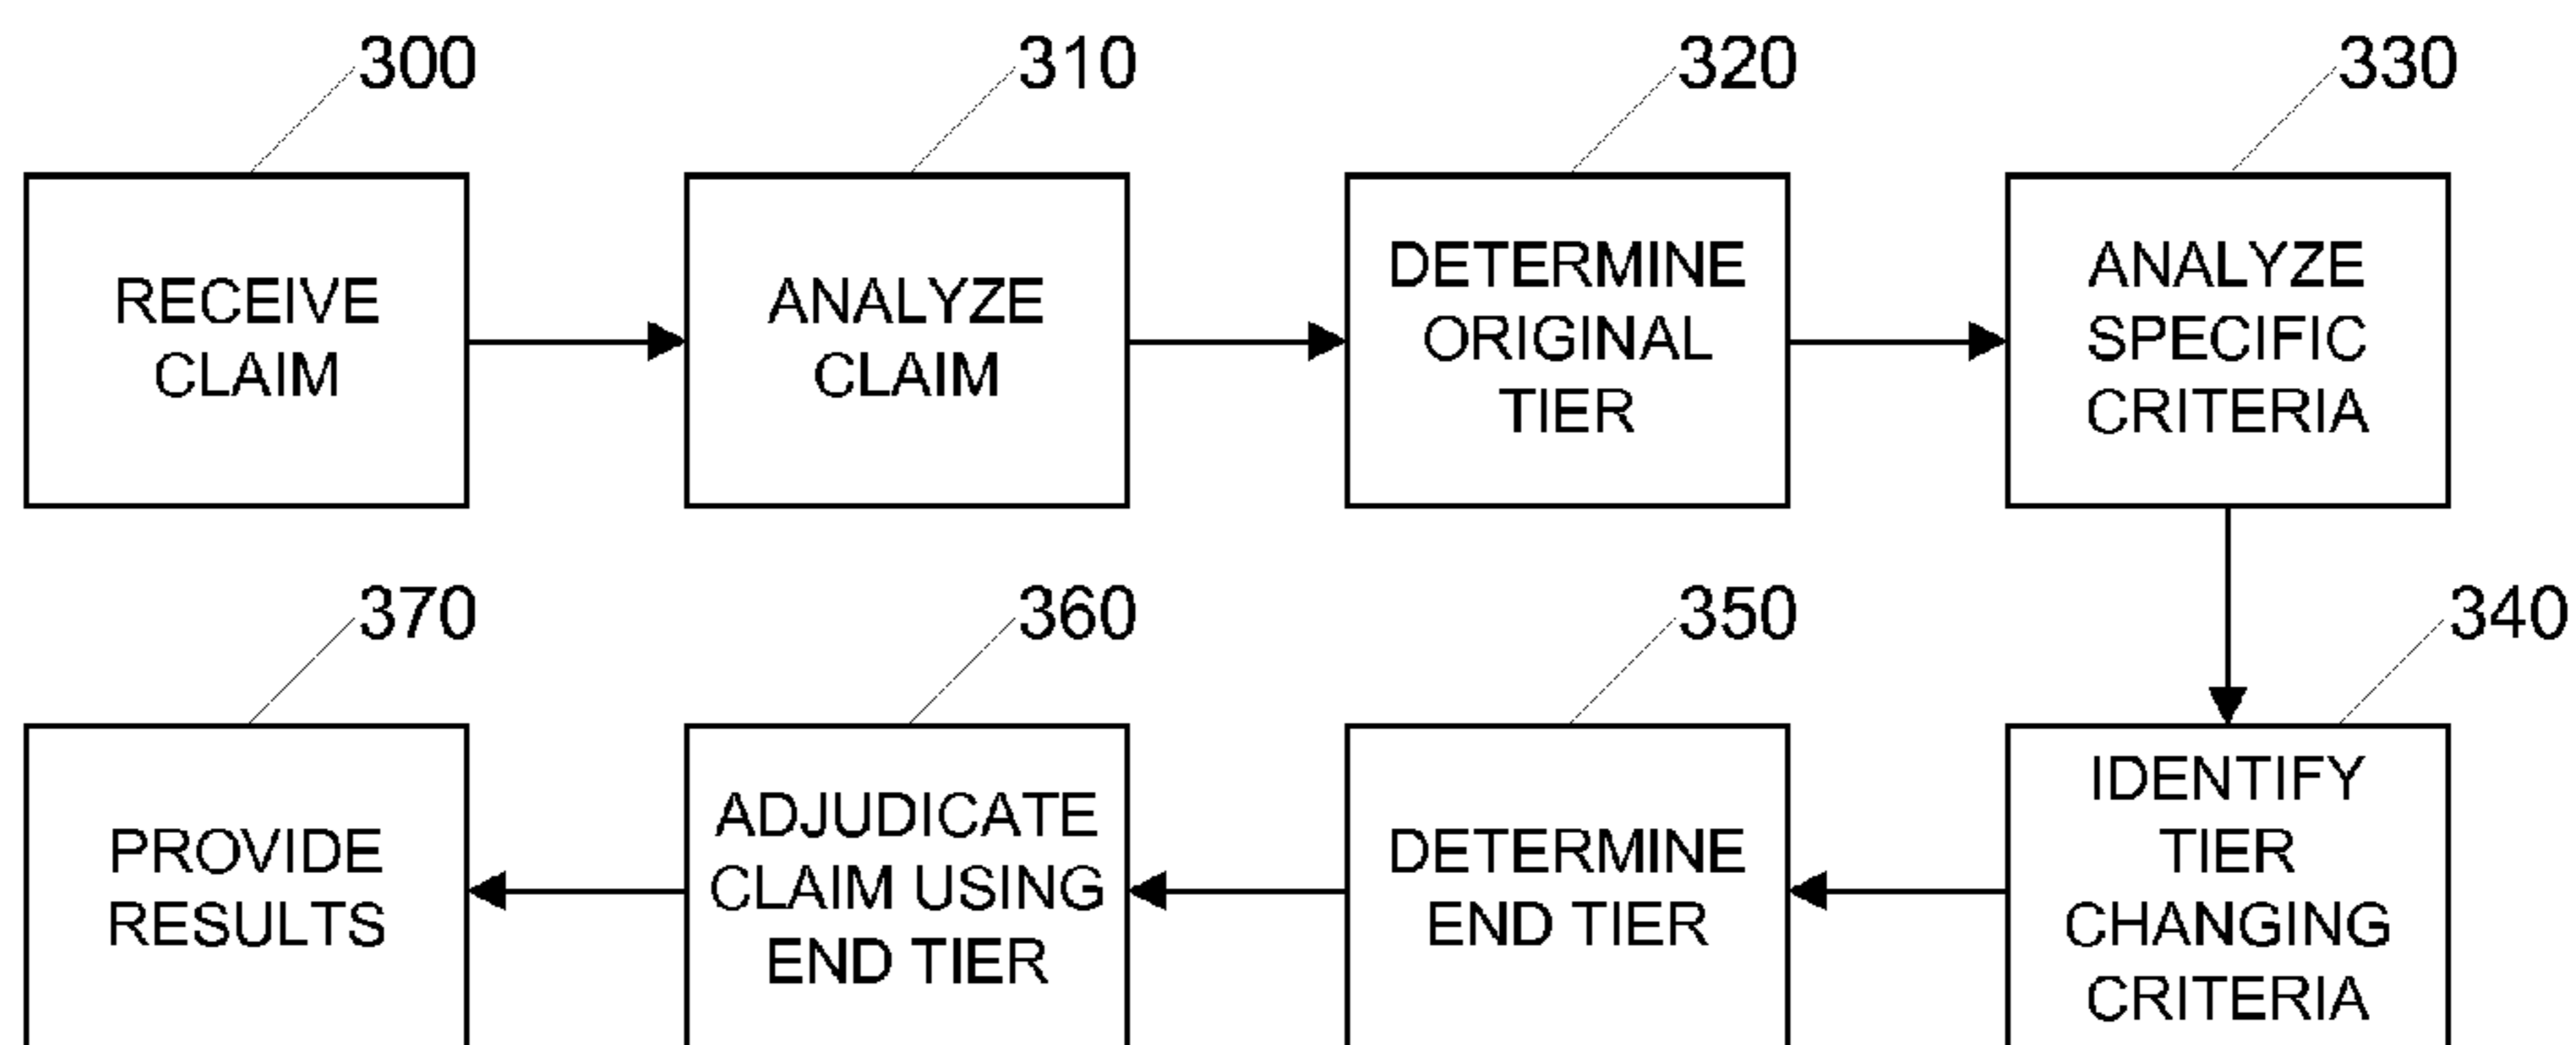 300
310
320
330
RECEIVE
CLAIM
ANALYZE
CLAIM
DETERMINE
ORIGINAL
TIER
ANALYZE
SPECIFIC
CRITERIA
370
360
350
340
PROVIDE
RESULTS
ADJUDICATE
CLAIM USING
END TIER
DETERMINE
END TIER
IDENTIFY
TIER
CHANGING
CRITERIA